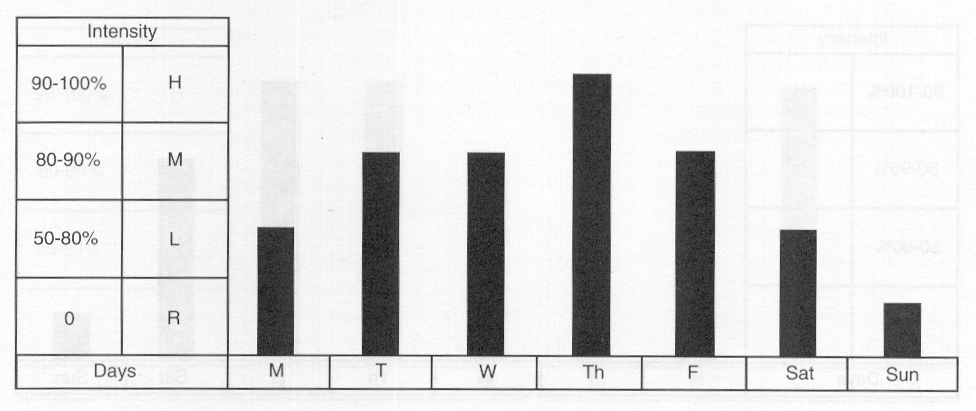 Intensity
90-100% H
80-90% M
50-80% L
0 R
Days M T W Th F Sat Sun